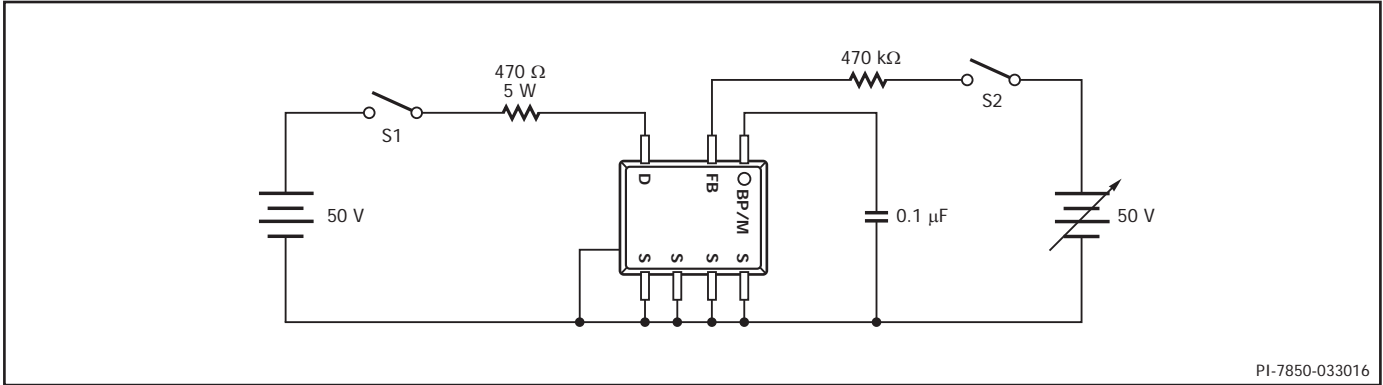 470 Ω
5 W
S1
470 kΩ
S2
D
FB
BP/M
S
S
S
S
50 V
0.1 µF
50 V
PI-7850-033016